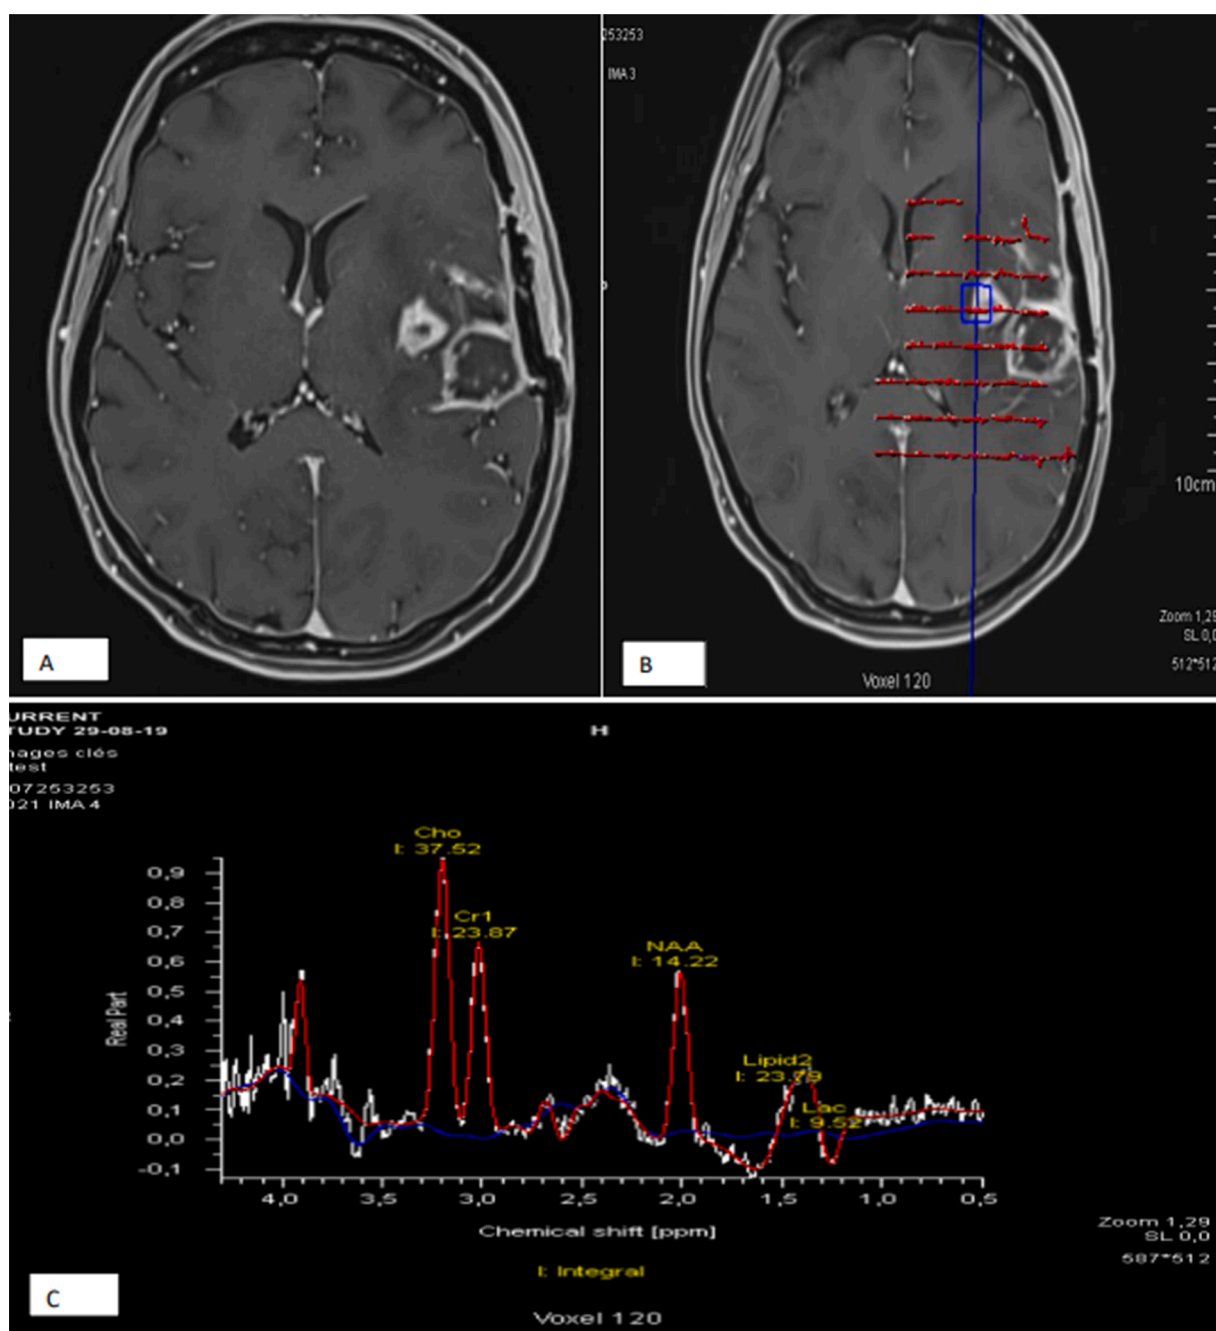 A
253253
IMA 3
10cm
Zoom 1,29
SL 0,0
512*512
B
Voxel 120
URRENT
TUDY 29-08-19
H
nages clés
test
07253253
021 IMA 4
Cho
I: 37.52
Cr1
I: 23.87
NAA
I: 14.22
Lipid2
I: 23.79
Lac
I: 9.52
0,9
0,8
0,7
0,6
0,5
0,4
0,3
0,2
0,1
0,0
-0,1
Real Part
4,0 3,5 3,0 2,5 2,0 1,5 1,0 0,5
Chemical shift [ppm]
Zoom 1,29
SL 0,0
587*512
I: Integral
C
Voxel 120